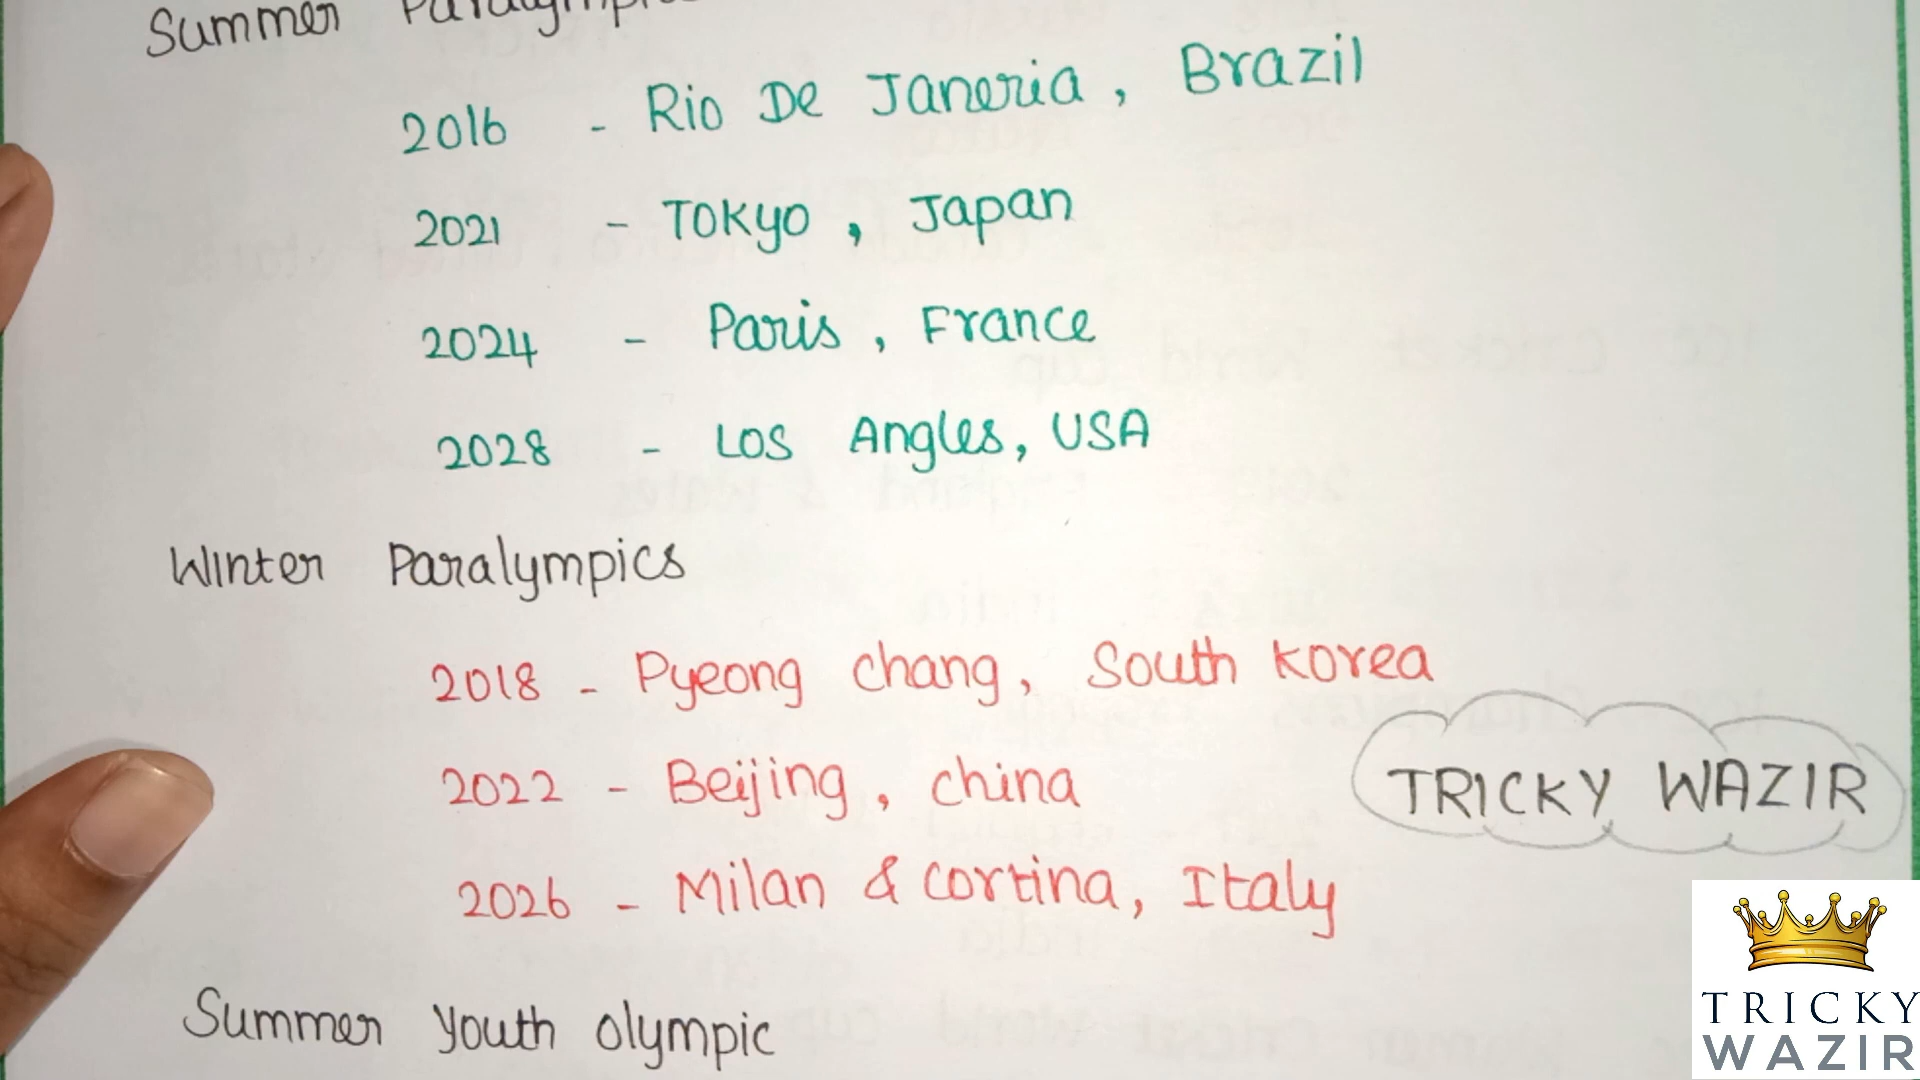 Summer Paralympics
2016 - Rio De Janeria, Brazil
2021 - Tokyo, Japan
2024 - Paris, France
2028 - Los Angles, USA
Winter Paralympics
2018 - Pyeong chang, South Korea
2022 - Beijing, china
TRICKY WAZIR
2026 - Milan & Cortina, Italy
Summer youth olympic
TRICKY
WAZIR